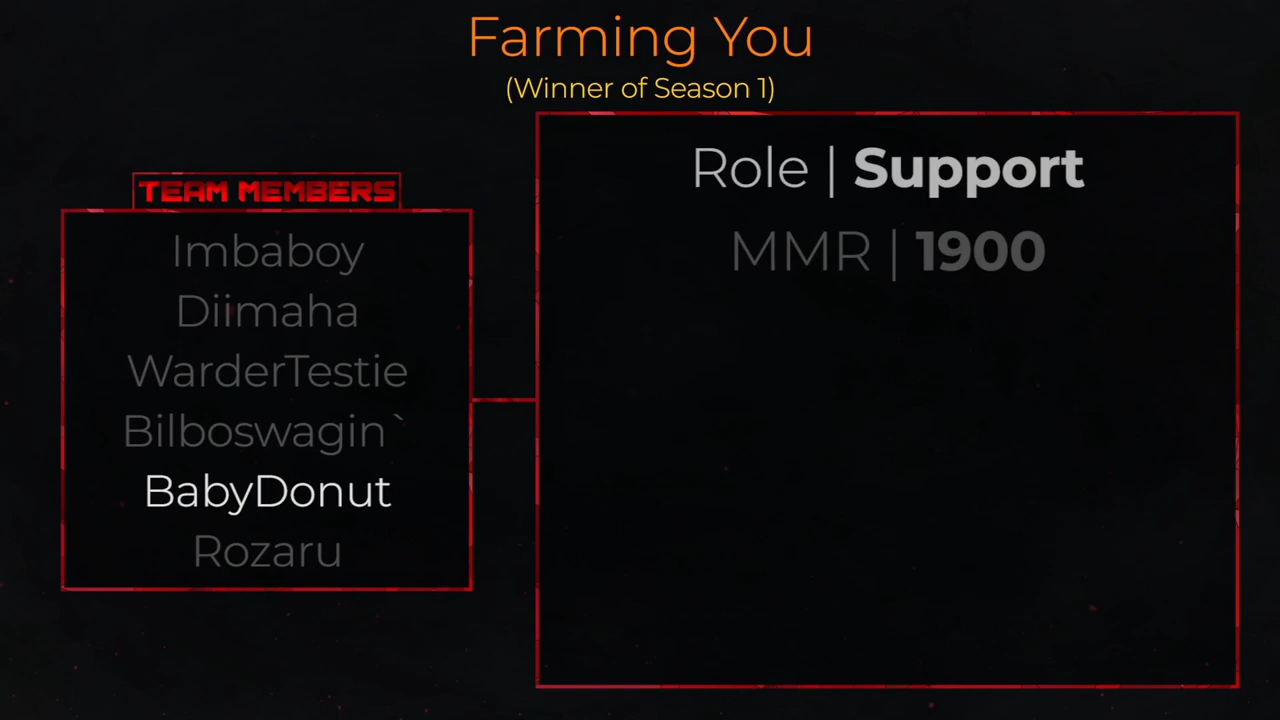 Farming You
(Winner of Season 1)
TEAM MEMBERS
Imbaboy
Diimaha
WarderTestie
Bilboswagin`
BabyDonut
Rozaru
Role | Support
MMR | 1900